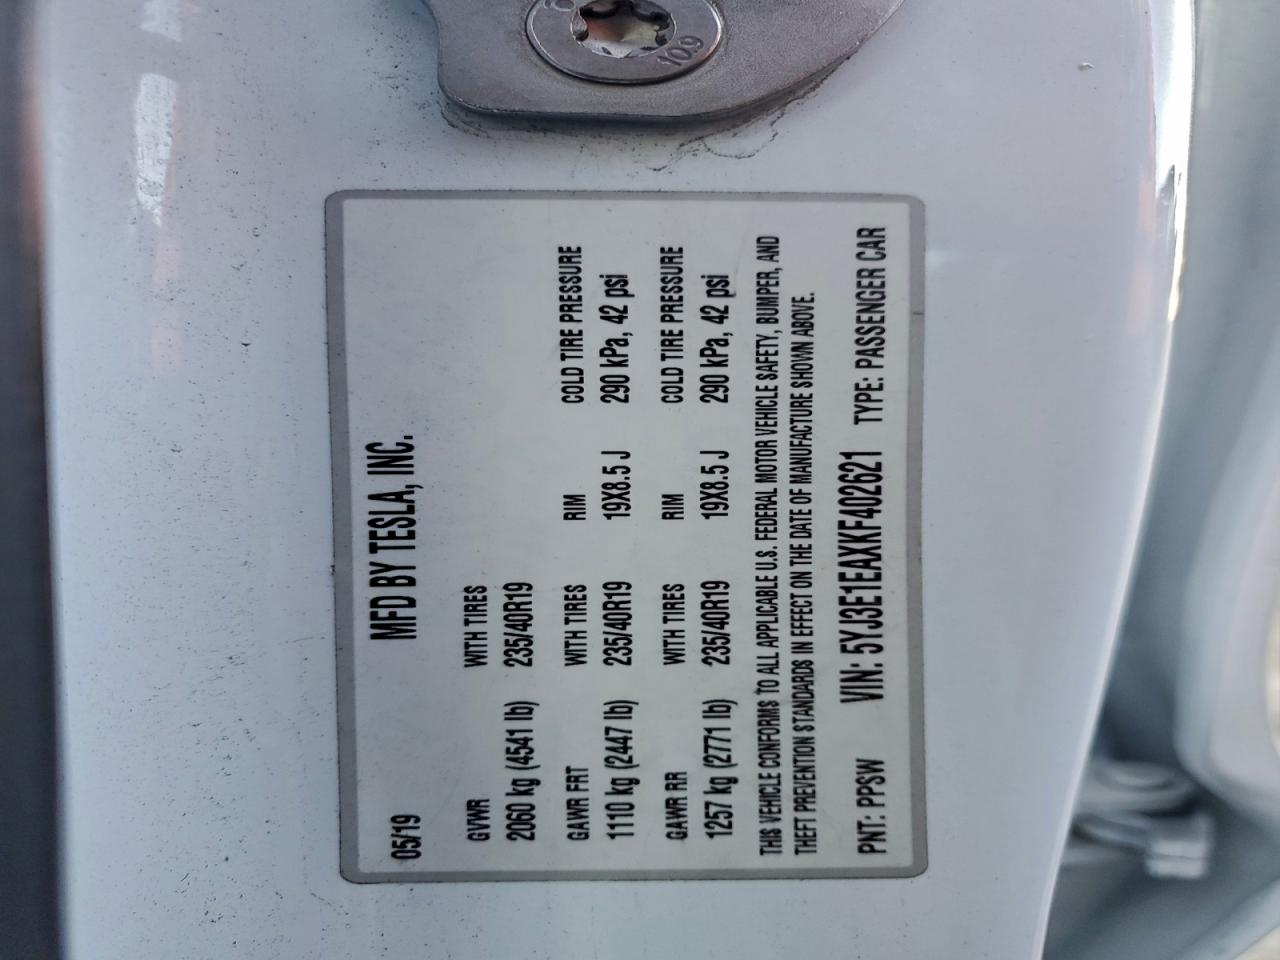 10.9
05/19 MFD BY TESLA, INC.
GVWR WITH TIRES
2060 kg (4541 lb) 235/40R19
GAWR FRT WITH TIRES RIM COLD TIRE PRESSURE
1110 kg (2447 lb) 235/40R19 19X8.5 J 290 kPa, 42 psi
GAWR RR WITH TIRES RIM COLD TIRE PRESSURE
1257 kg (2771 lb) 235/40R19 19X8.5 J 290 kPa, 42 psi
THIS VEHICLE CONFORMS TO ALL APPLICABLE U.S. FEDERAL MOTOR VEHICLE SAFETY, BUMPER, AND
THEFT PREVENTION STANDARDS IN EFFECT ON THE DATE OF MANUFACTURE SHOWN ABOVE.
PNT: PPSW VIN: 5YJ3E1EAXKF402621 TYPE: PASSENGER CAR